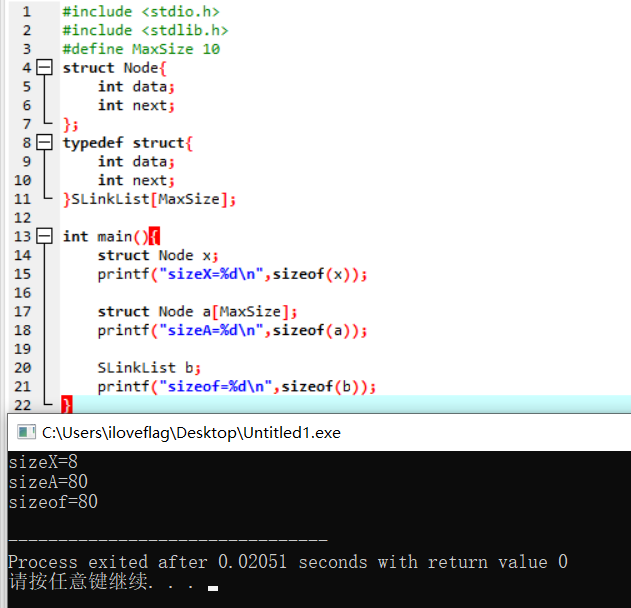 1 #include <stdio.h>
2 #include <stdlib.h>
3 #define MaxSize 10
4 struct Node{
5 int data;
6 int next;
7 };
8 typedef struct{
9 int data;
10 int next;
11 }SLinkList[MaxSize];
12
13 int main(){
14 struct Node x;
15 printf("sizeX=%d\n",sizeof(x));
16
17 struct Node a[MaxSize];
18 printf("sizeA=%d\n",sizeof(a));
19
20 SLinkList b;
21 printf("sizeof=%d\n",sizeof(b));
22 }
C:\Users\iloveflag\Desktop\Untitled1.exe
sizeX=8
sizeA=80
sizeof=80
--------------------------------
Process exited after 0.02051 seconds with return value 0
请按任意键继续. . .